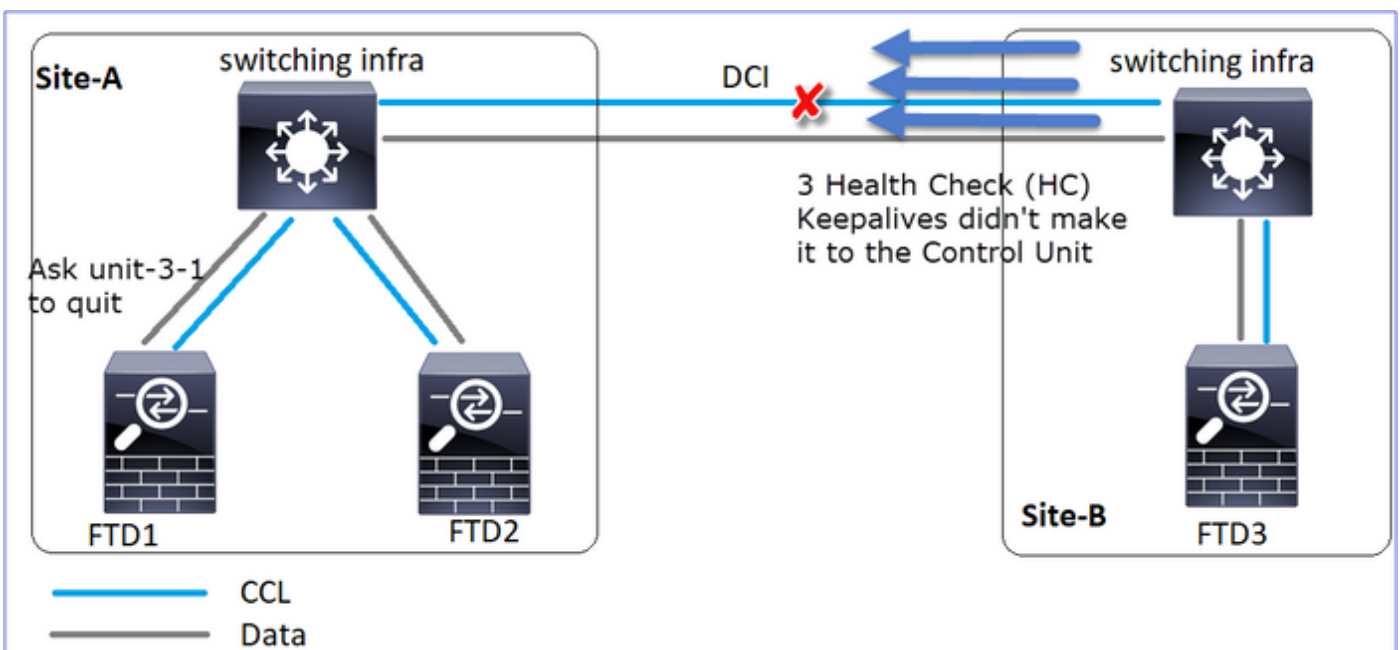 switching infra
Site-A
DCI
switching infra
3 Health Check (HC)
Keepalives didn't make
it to the Control Unit
Ask unit-3-1
to quit
FTD1
FTD2
Site-B
FTD3
CCL
Data